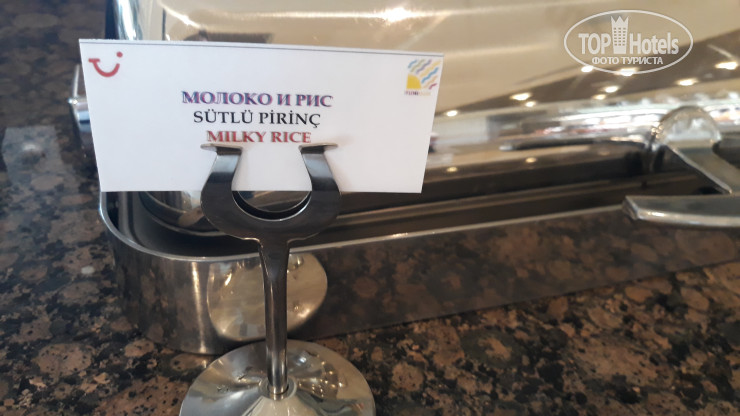 МОЛОКО И РИС
SÜTLÜ PİRİNÇ
MILKY RICE
TOP Hotels
ФОТО ТУРИСТА